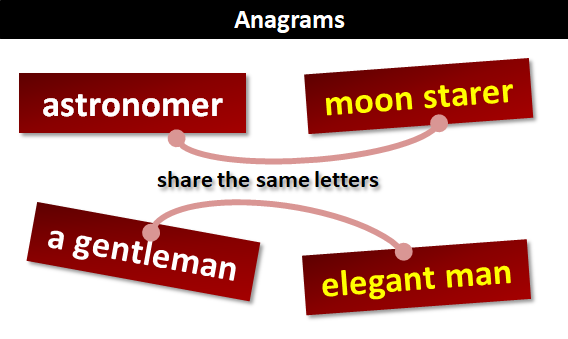 Anagrams
astronomer
moon starer
share the same letters
a gentleman
elegant man